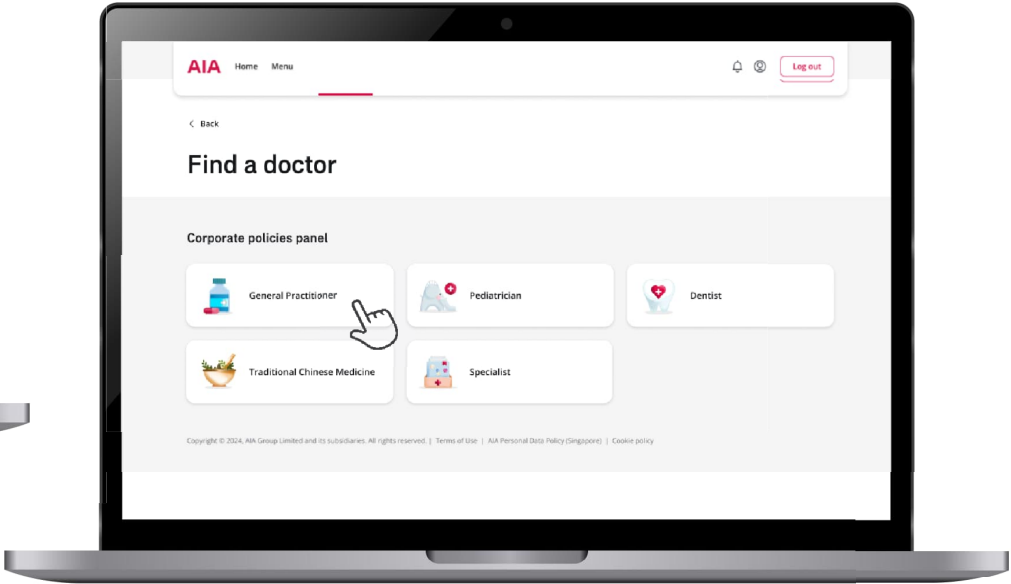 AIA Home Menu Log out
Back
Find a doctor
Corporate policies panel
General Practitioner
Pediatrician
Dentist
Traditional Chinese Medicine
Specialist
Copyright © 2024, AIA Group Limited and its subsidiaries. All rights reserved. | Terms of Use | AIA Personal Data Policy (Singapore) | Cookie policy